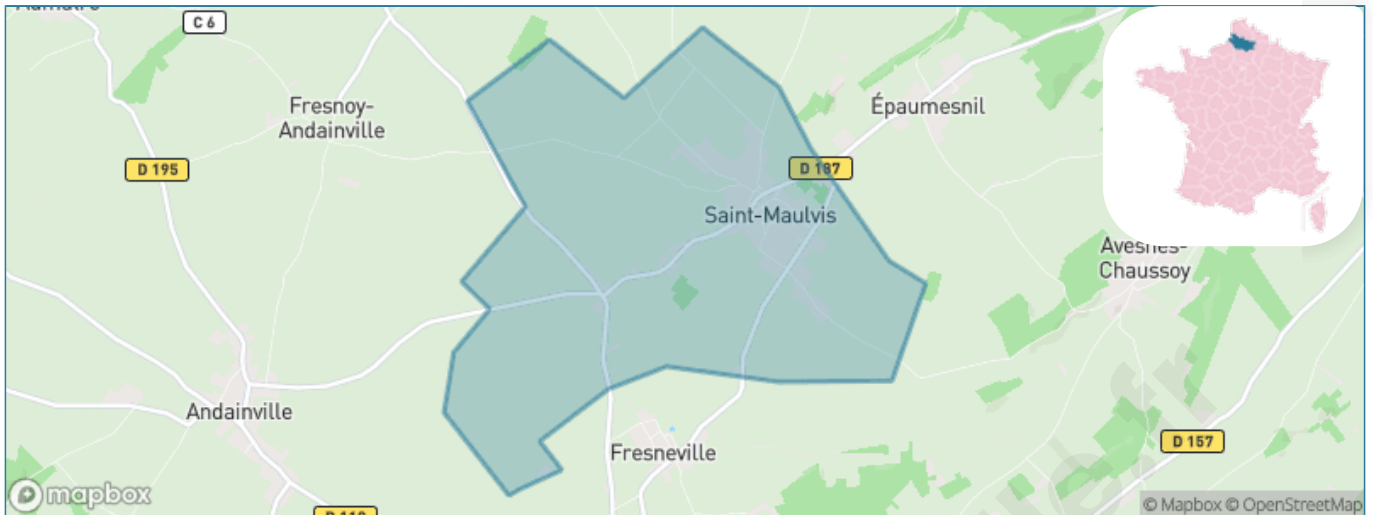 C 6
Fresnoy-
Andainville
Épaumesnil
D 195
D 187
Saint-Maulvis
Avesnes-
Chaussoy
Andainville
Fresneville
D 157
mapbox
© Mapbox © OpenStreetMap